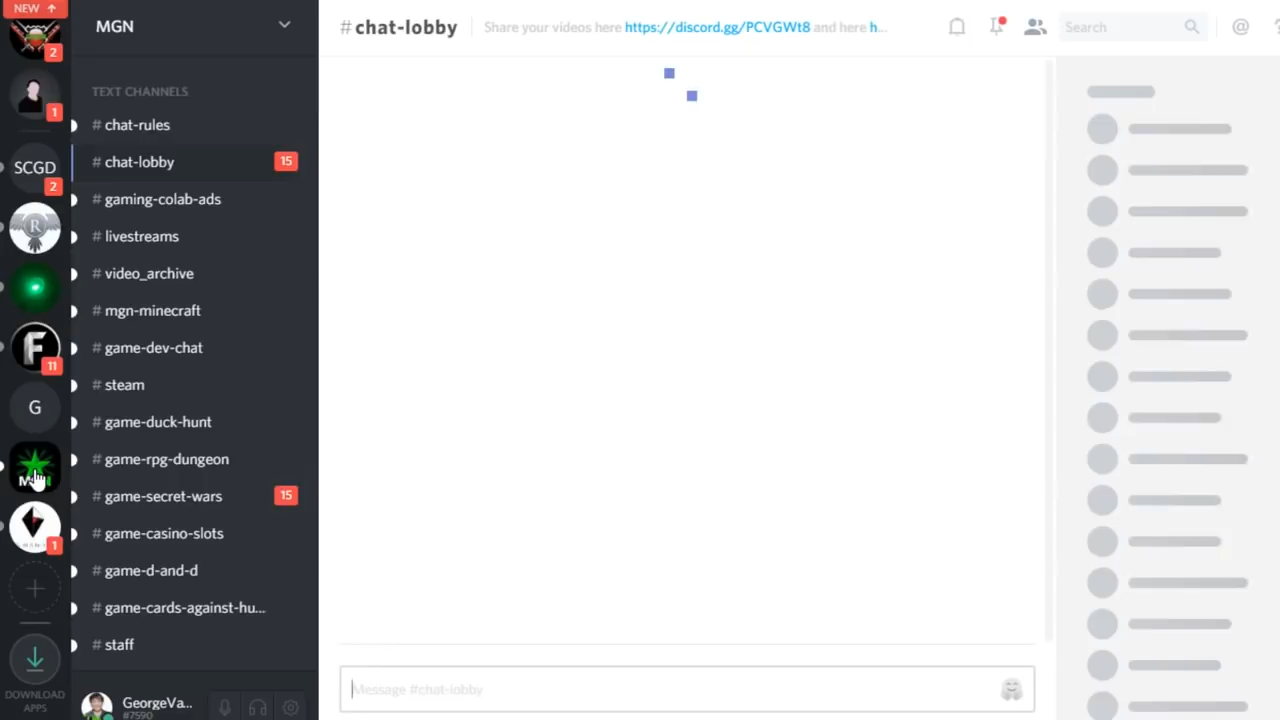 NEW
2
1
SCGD
2
R
F
11
G
1
DOWNLOAD
APPS
MGN
TEXT CHANNELS
# chat-rules
# chat-lobby 15
# gaming-colab-ads
# livestreams
# video_archive
# mgn-minecraft
# game-dev-chat
# steam
# game-duck-hunt
# game-rpg-dungeon
# game-secret-wars 15
# game-casino-slots
# game-d-and-d
# game-cards-against-hu...
# staff
GeorgeVa...
#7590
# chat-lobby
Share your videos here https://discord.gg/PCVGWt8 and here h...
Search
@
?
Message #chat-lobby